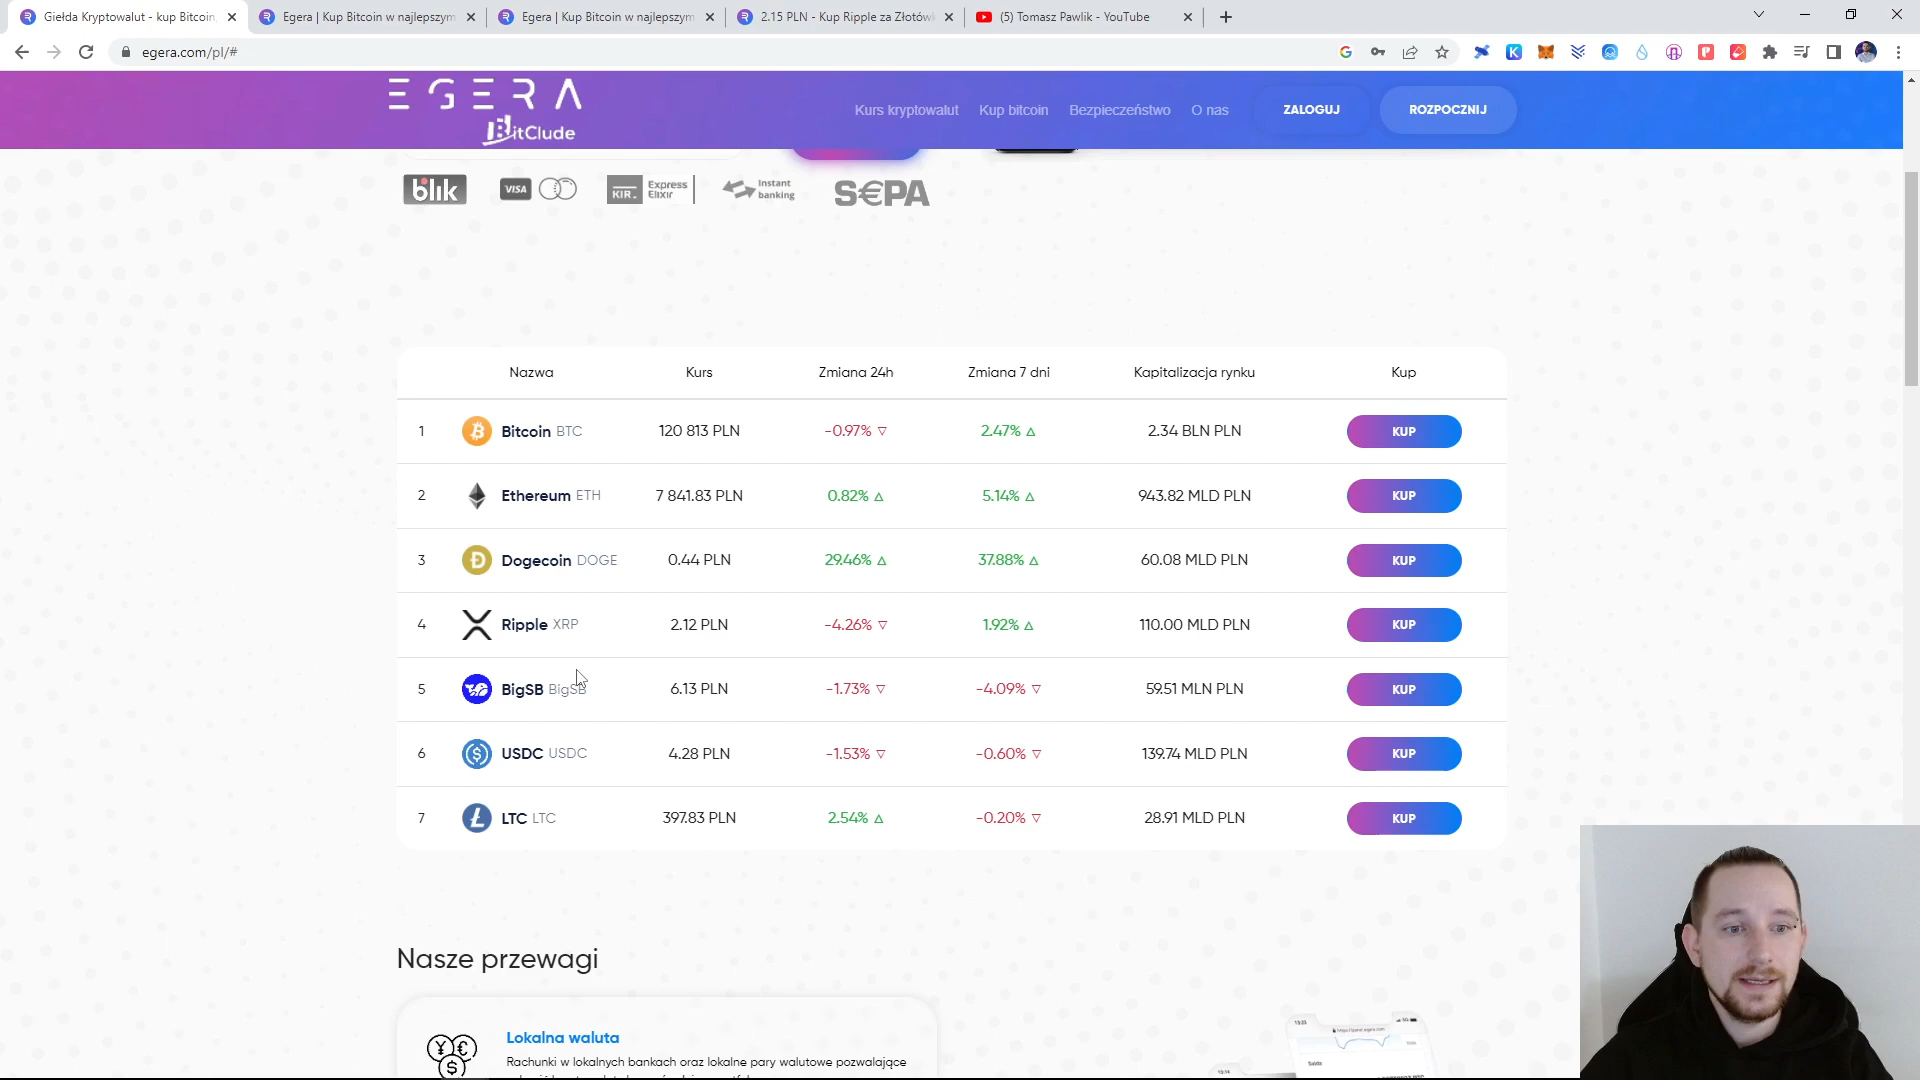 Giełda Kryptowalut - kup Bitcoin,
Egera | Kup Bitcoin w najlepszym
Egera | Kup Bitcoin w najlepszym
2.15 PLN - Kup Ripple za Złotówk
(5) Tomasz Pawlik - YouTube
egera.com/pl/#
EGERA
BitClude
Kurs kryptowalut
Kup bitcoin
Bezpieczeństwo
O nas
ZALOGUJ
ROZPOCZNIJ
blik
VISA
KIR. Express
Elixir
Instant
banking
S€PA
Nazwa Kurs Zmiana 24h Zmiana 7 dni Kapitalizacja rynku Kup
1 Bitcoin BTC 120 813 PLN -0.97% ▽ 2.47% △ 2.34 BLN PLN KUP
2 Ethereum ETH 7 841.83 PLN 0.82% △ 5.14% △ 943.82 MLD PLN KUP
3 Dogecoin DOGE 0.44 PLN 29.46% △ 37.88% △ 60.08 MLD PLN KUP
4 Ripple XRP 2.12 PLN -4.26% ▽ 1.92% △ 110.00 MLD PLN KUP
5 BigSB BigSB 6.13 PLN -1.73% ▽ -4.09% ▽ 59.51 MLN PLN KUP
6 USDC USDC 4.28 PLN -1.53% ▽ -0.60% ▽ 139.74 MLD PLN KUP
7 LTC LTC 397.83 PLN 2.54% △ -0.20% ▽ 28.91 MLD PLN KUP
Nasze przewagi
Lokalna waluta
Rachunki w lokalnych bankach oraz lokalne pary walutowe pozwalające